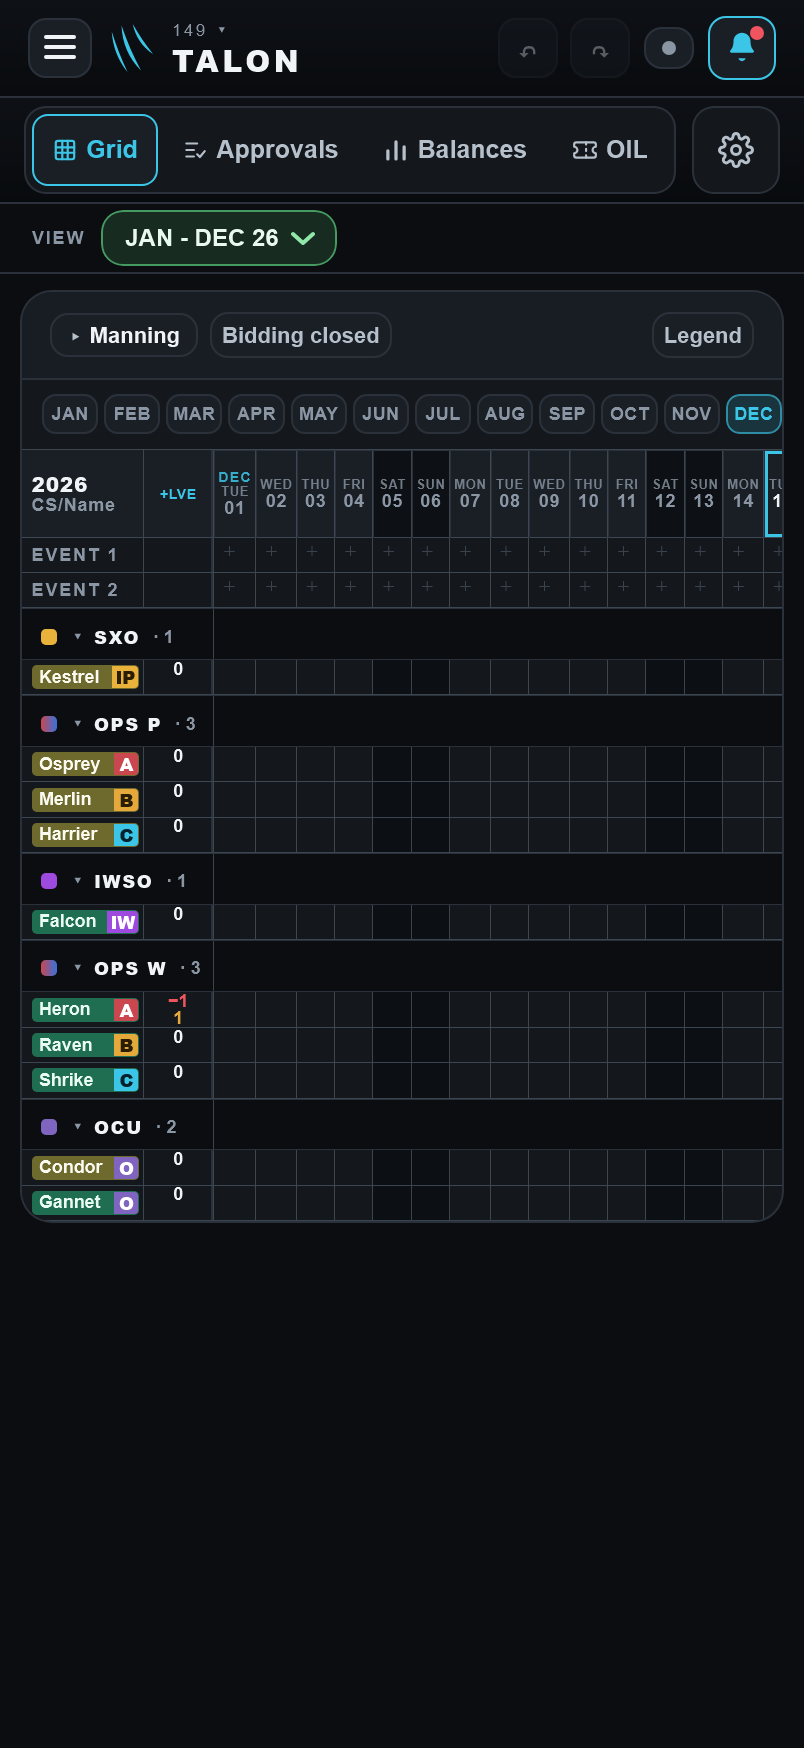 149 ▾
TALON
Grid Approvals Balances OIL
VIEW JAN - DEC 26
▸ Manning Bidding closed Legend
JAN FEB MAR APR MAY JUN JUL AUG SEP OCT NOV DEC
2026
CS/Name
+LVE
DEC
TUE WED THU FRI SAT SUN MON TUE WED THU FRI SAT SUN MON
01 02 03 04 05 06 07 08 09 10 11 12 13 14
EVENT 1 + + + + + + + + + + + + + + +
EVENT 2 + + + + + + + + + + + + + + +
▾ SXO · 1
Kestrel IP 0
▾ OPS P · 3
Osprey A 0
Merlin B 0
Harrier C 0
▾ IWSO · 1
Falcon IW 0
▾ OPS W · 3
Heron A −1
1
Raven B 0
Shrike C 0
▾ OCU · 2
Condor O 0
Gannet O 0